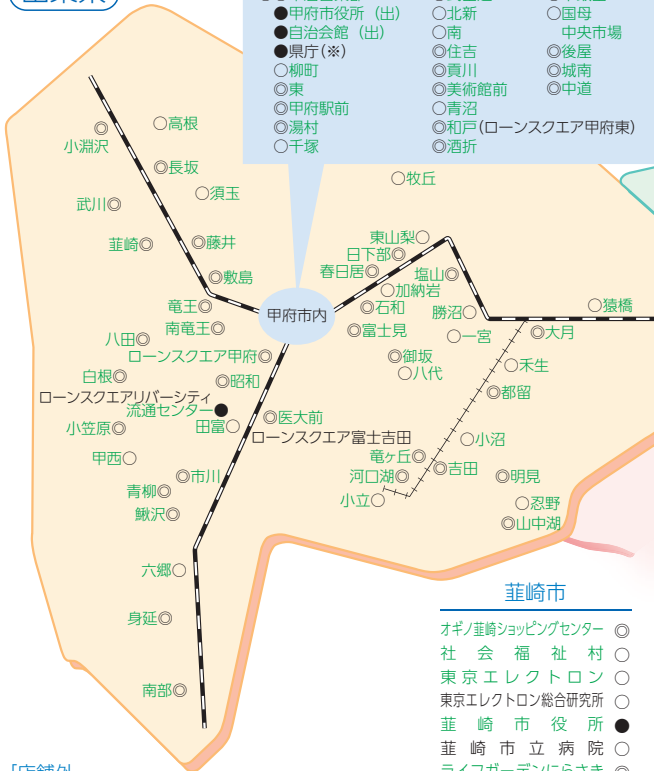 ●甲府市役所（出）
●自治会館（出）
●県庁(※)
○柳町
◎東
◎甲府駅前
◎湯村
○千塚
○北新
○南
◎住吉
◎貢川
◎美術館前
○青沼
◎和戸(ローンスクエア甲府東)
◎酒折
○国母
中央市場
◎後屋
◎城南
◎中道
◎
小淵沢
○高根
◎長坂
○須玉
武川◎
韮崎◎
◎藤井
◎敷島
竜王◎
南竜王◎
八田◎
ローンスクエア甲府◎
白根◎
◎昭和
ローンスクエアリバーシティ
流通センター●
田富○
小笠原◎
甲西○
◎市川
青柳◎
鰍沢◎
六郷○
身延◎
南部◎
甲府市内
○牧丘
東山梨○
日下部◎
春日居◎
塩山◎
○加納岩
◎石和
勝沼○
◎富士見
○一宮
◎御坂
○八代
○猿橋
◎大月
○禾生
◎都留
◎医大前
ローンスクエア富士吉田
○小沼
竜ヶ丘◎
◎吉田
河口湖◎
◎明見
小立○
○忍野
◎山中湖
韮崎市
オギノ韮崎ショッピングセンター ◎
社会福祉村 ○
東京エレクトロン ○
東京エレクトロン総合研究所 ○
韮崎市役所 ●
韮崎市立病院 ○
ライフガーデンにらさき ◎